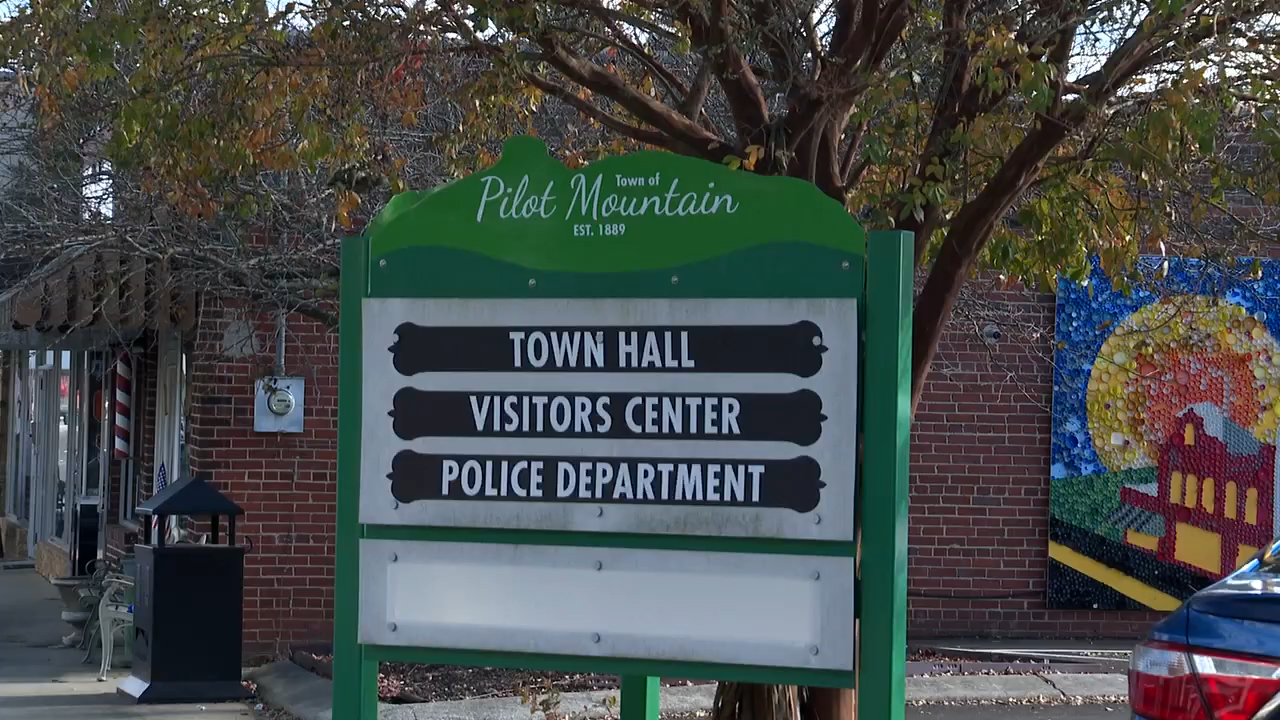 Town of
Pilot Mountain
EST. 1889
TOWN HALL
VISITORS CENTER
POLICE DEPARTMENT